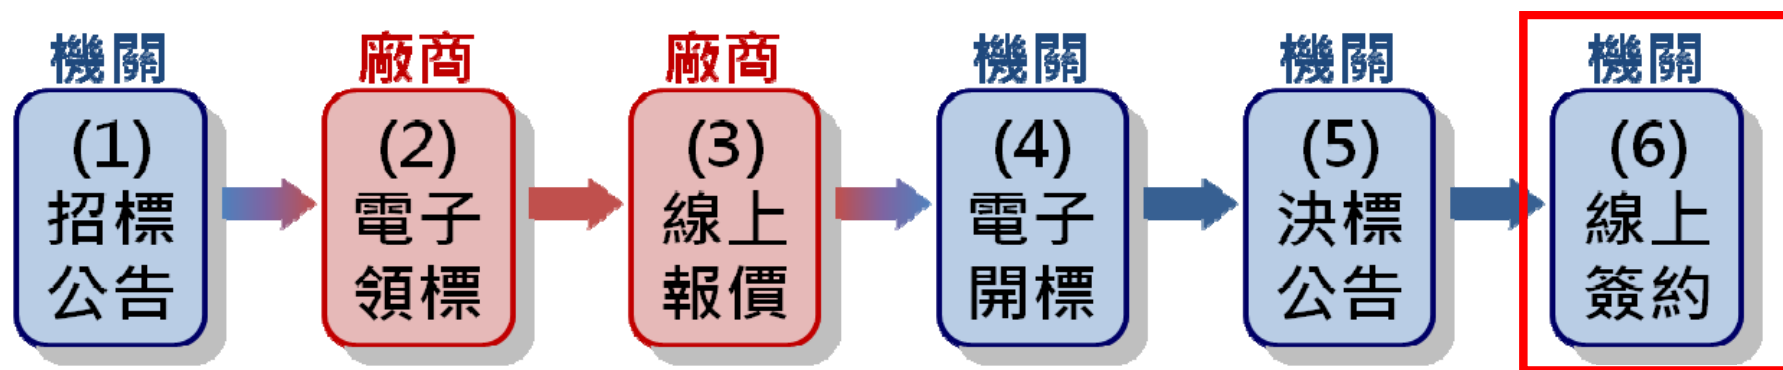 機關
(1)
招標
公告
廠商
(2)
電子
領標
廠商
(3)
線上
報價
機關
(4)
電子
開標
機關
(5)
決標
公告
機關
(6)
線上
簽約